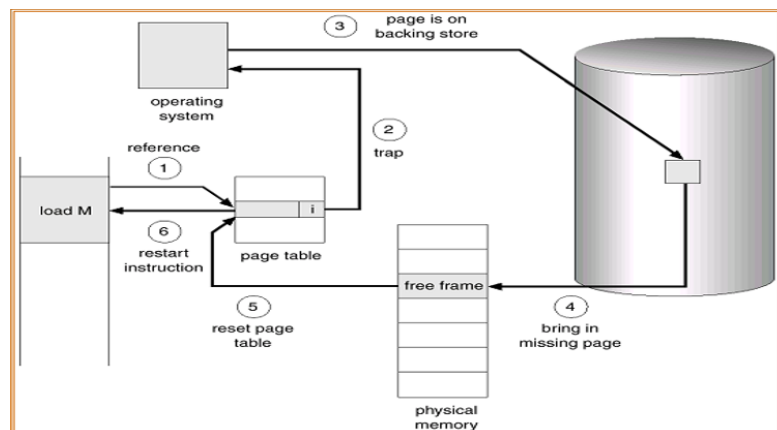 3
page is on
backing store
operating
system
2
trap
reference
1
load M
i
6
restart
instruction
page table
5
reset page
table
free frame
4
bring in
missing page
physical
memory